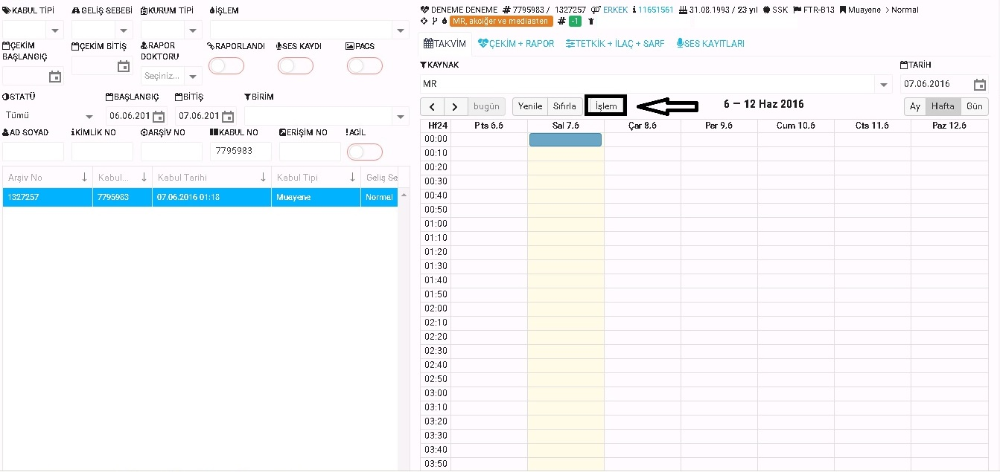 KABUL TİPİ GELİŞ SEBEBİ KURUM TİPİ İŞLEM
ÇEKİM BAŞLANGIÇ ÇEKİM BİTİŞ RAPOR DOKTORU RAPORLANDI SES KAYDI PACS
Seçiniz...
STATÜ BAŞLANGIÇ BİTİŞ BİRİM
Tümü 06.06.201 07.06.201
AD SOYAD KİMLİK NO ARŞİV NO KABUL NO ERİŞİM NO ACİL
7795983
Arşiv No Kabul... Kabul Tarihi Kabul Tipi Geliş Se
1327257 7795983 07.06.2016 01:18 Muayene Normal
DENEME DENEME # 7795983 / 1327257 ERKEK 11651561 31.08.1993 / 23 yıl SSK FTR-B13 Muayene > Normal
MR, akciğer ve mediasten # -1
TAKVİM ÇEKİM + RAPOR TETKİK + İLAÇ + SARF SES KAYITLARI
KAYNAK TARİH
MR 07.06.2016
bugün Yenile Sıfırla İşlem 6 — 12 Haz 2016 Ay Hafta Gün
Hf24 Pts 6.6 Sal 7.6 Çar 8.6 Per 9.6 Cum 10.6 Cts 11.6 Paz 12.6
00:00
00:10
00:20
00:30
00:40
00:50
01:00
01:10
01:20
01:30
01:40
01:50
02:00
02:10
02:20
02:30
02:40
02:50
03:00
03:10
03:20
03:30
03:40
03:50